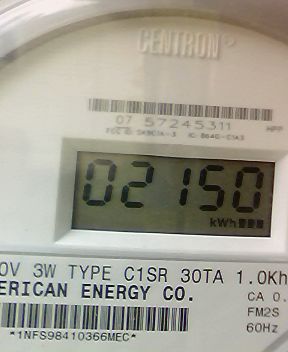 CENTRON®
07 57245311 HPP
02150
kWh
0V 3W TYPE C1SR 30TA 1.0Kh
ERICAN ENERGY CO. CA 0.
FM2S
*1NFS98410366MEC* 60Hz